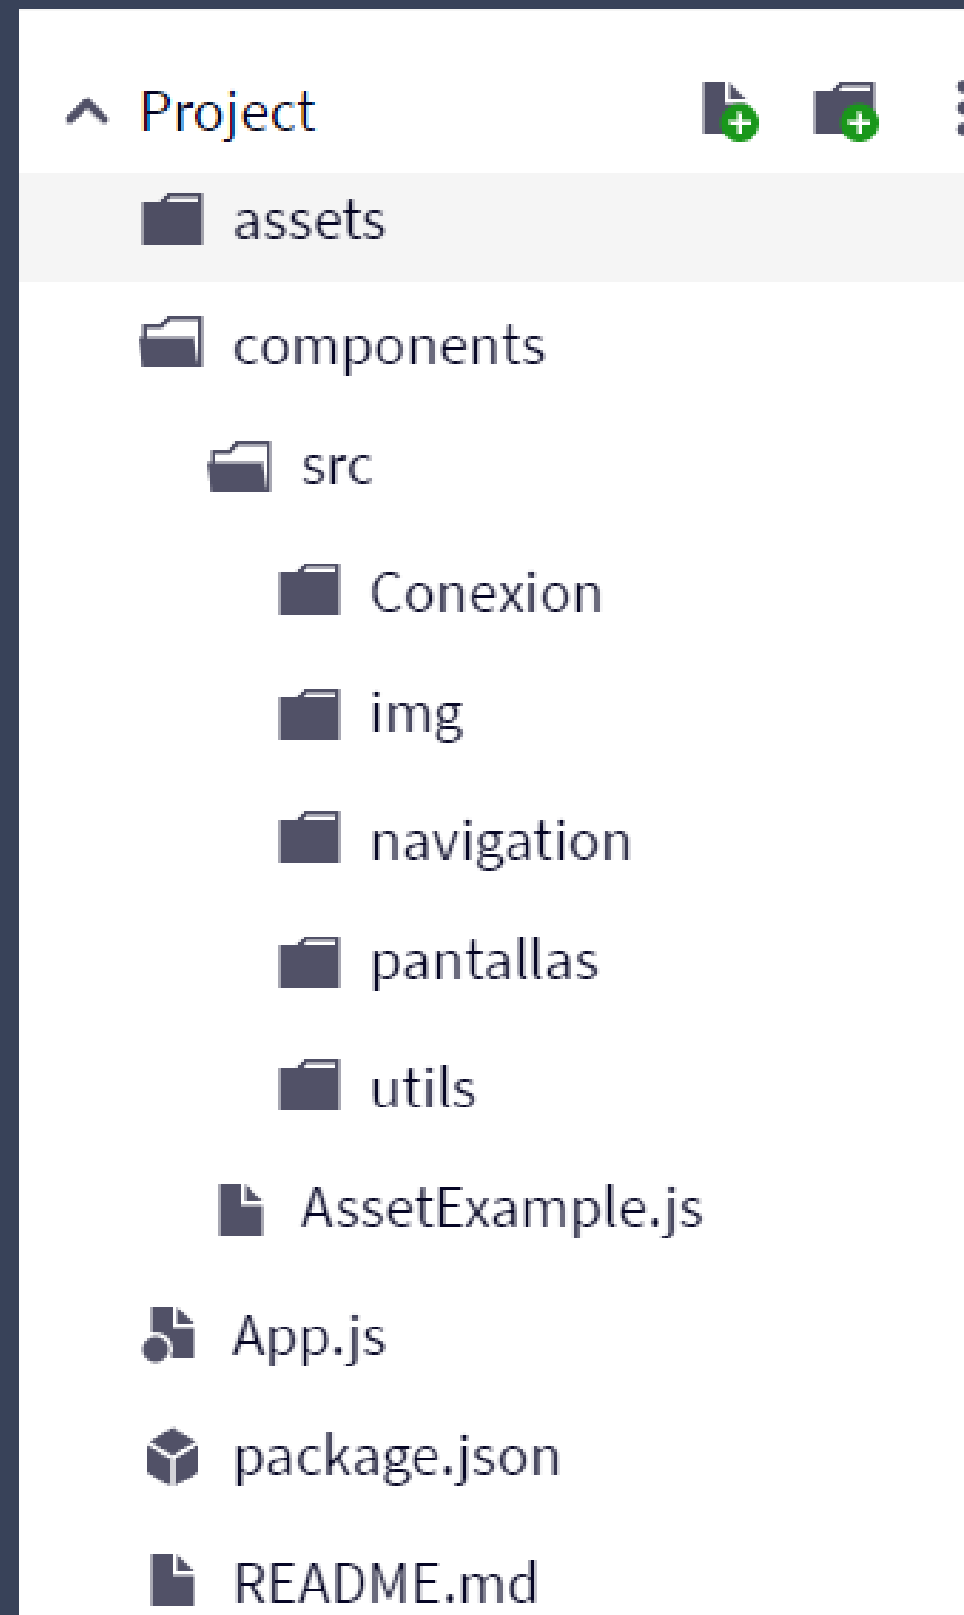 Project
assets
components
src
Conexion
img
navigation
pantallas
utils
AssetExample.js
App.js
package.json
README.md